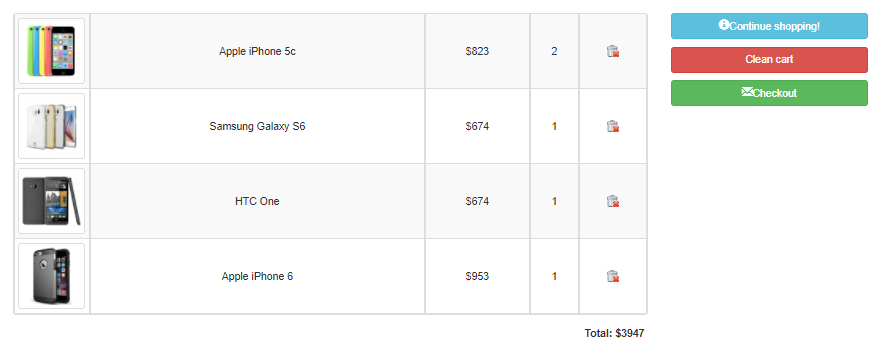 Apple iPhone 5c $823 2
Samsung Galaxy S6 $674 1
HTC One $674 1
Apple iPhone 6 $953 1
Total: $3947
Continue shopping!
Clean cart
Checkout